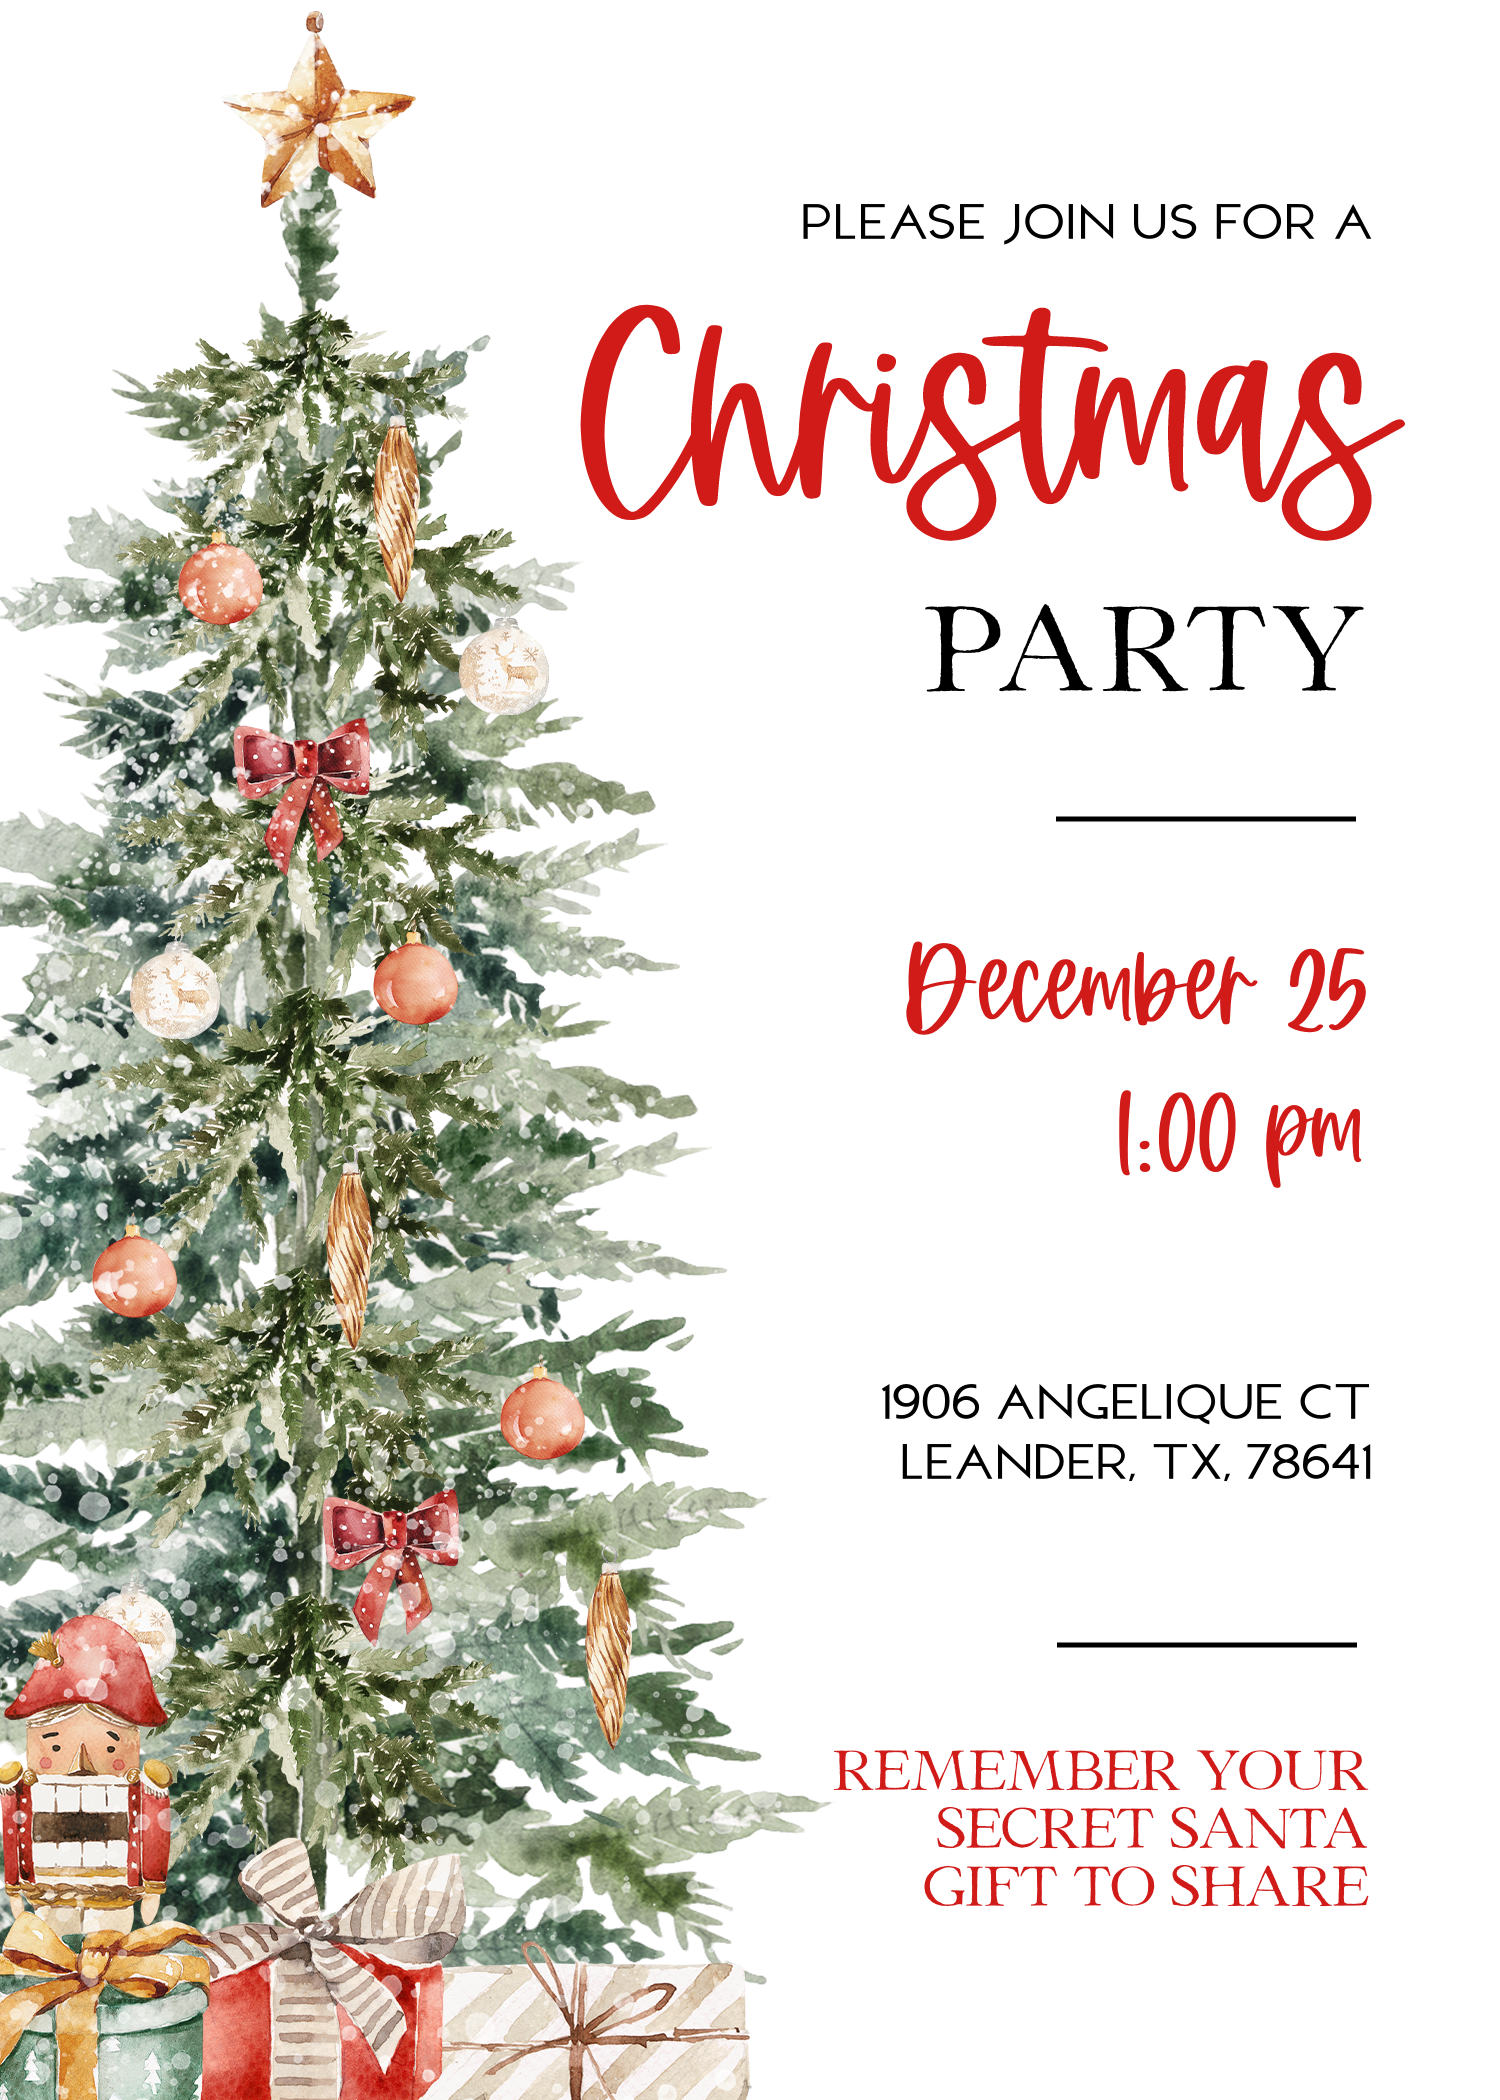 PLEASE JOIN US FOR A
Christmas
PARTY
December 25
1:00 pm
1906 ANGELIQUE CT
LEANDER, TX, 78641
REMEMBER YOUR
SECRET SANTA
GIFT TO SHARE